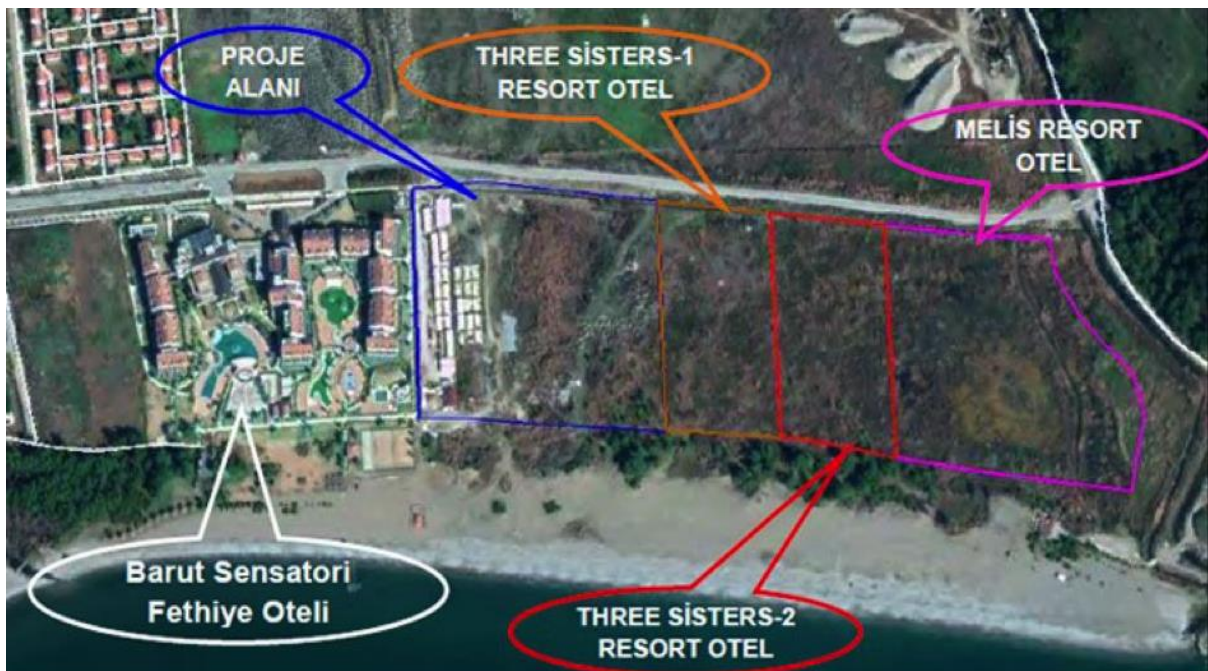 PROJE
ALANI
THREE SİSTERS-1
RESORT OTEL
MELİS RESORT
OTEL
Barut Sensatori
Fethiye Oteli
THREE SİSTERS-2
RESORT OTEL